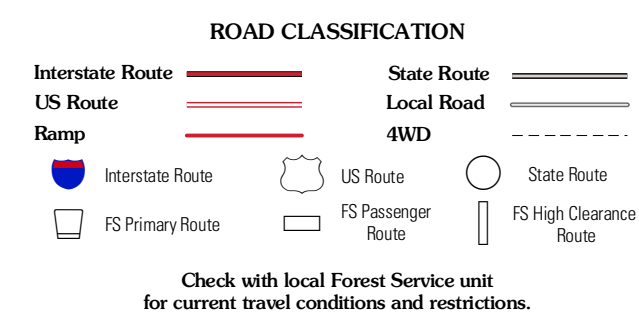 ROAD CLASSIFICATION
Interstate Route
State Route
US Route
Local Road
Ramp
4WD
Interstate Route
US Route
State Route
FS Primary Route
FS Passenger
Route
FS High Clearance
Route
Check with local Forest Service unit
for current travel conditions and restrictions.